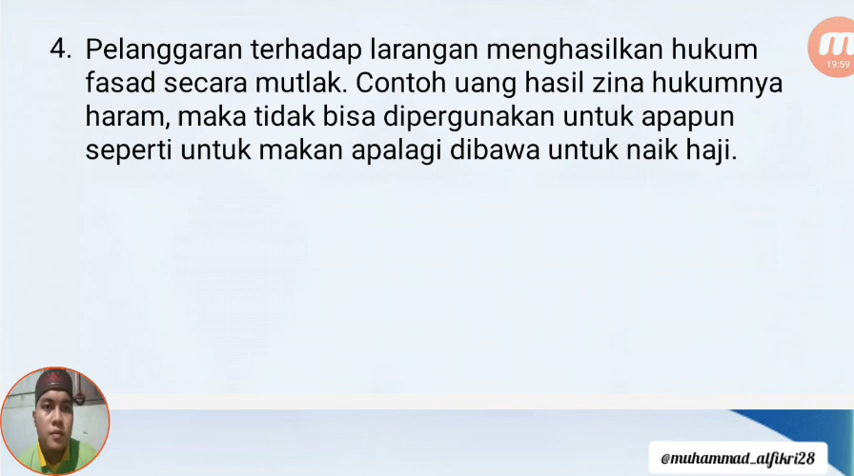 4. Pelanggaran terhadap larangan menghasilkan hukum
fasad secara mutlak. Contoh uang hasil zina hukumnya
haram, maka tidak bisa dipergunakan untuk apapun
seperti untuk makan apalagi dibawa untuk naik haji.
m
19:59
@muhammad_alfikri28